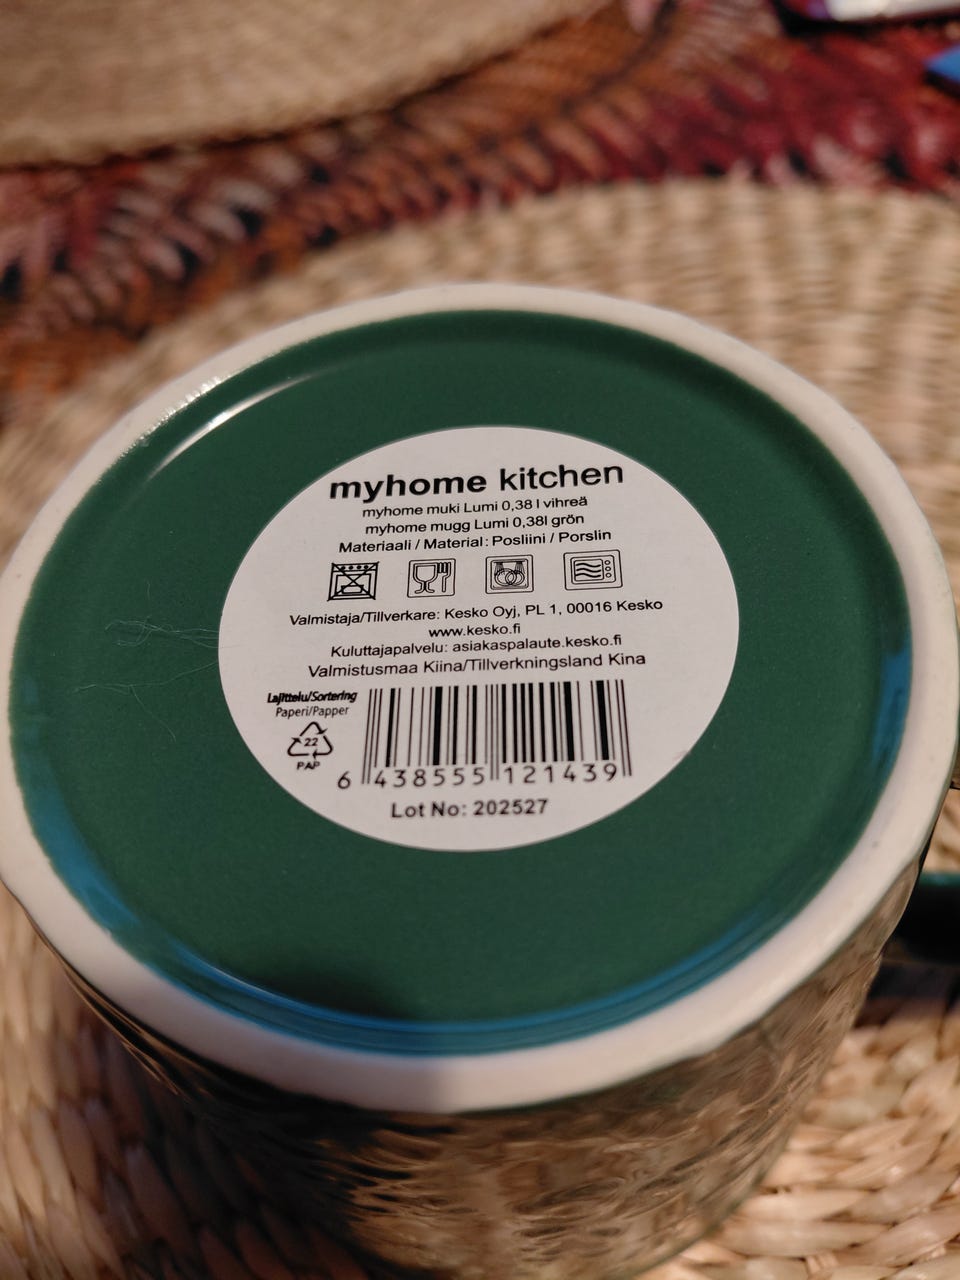 myhome kitchen
myhome muki Lumi 0,38 l vihreä
myhome mugg Lumi 0,38l grön
Materiaali / Material: Posliini / Porslin
Valmistaja/Tillverkare: Kesko Oyj, PL 1, 00016 Kesko
www.kesko.fi
Kuluttajapalvelu: asiakaspalaute.kesko.fi
Valmistusmaa Kiina/Tillverkningsland Kina
Lajittelu/Sortering
Paperi/Papper
22
PAP
6 438555 121439
Lot No: 202527